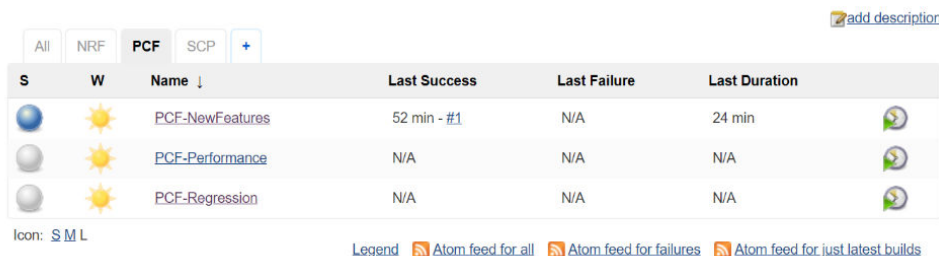 add description
All NRF PCF SCP +
S W Name ↓ Last Success Last Failure Last Duration
PCF-NewFeatures 52 min - #1 N/A 24 min
PCF-Performance N/A N/A N/A
PCF-Regression N/A N/A N/A
Icon: S M L
Legend Atom feed for all Atom feed for failures Atom feed for just latest builds